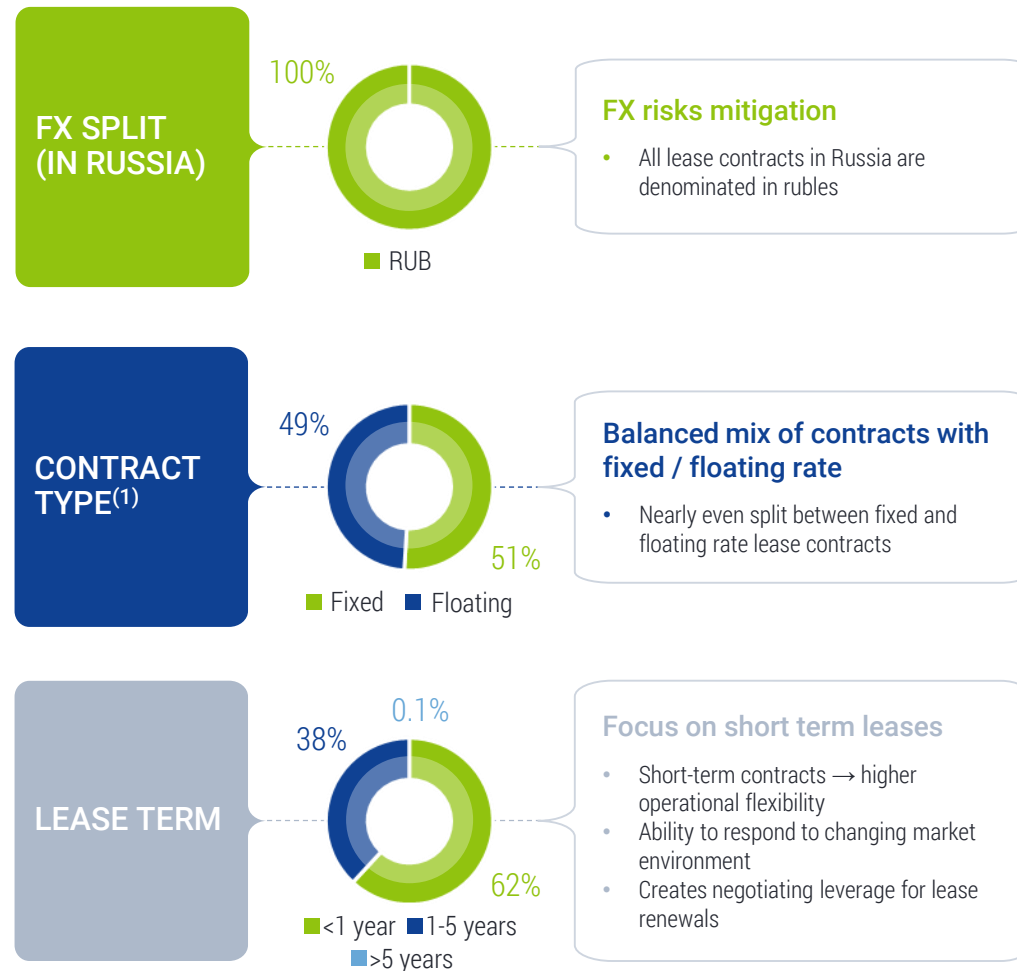 FX SPLIT
(IN RUSSIA)
100%
RUB
FX risks mitigation
• All lease contracts in Russia are
denominated in rubles
CONTRACT
TYPE(1)
49%
51%
Fixed Floating
Balanced mix of contracts with
fixed / floating rate
• Nearly even split between fixed and
floating rate lease contracts
LEASE TERM
0.1%
38%
62%
<1 year 1-5 years
>5 years
Focus on short term leases
• Short-term contracts → higher
operational flexibility
• Ability to respond to changing market
environment
• Creates negotiating leverage for lease
renewals